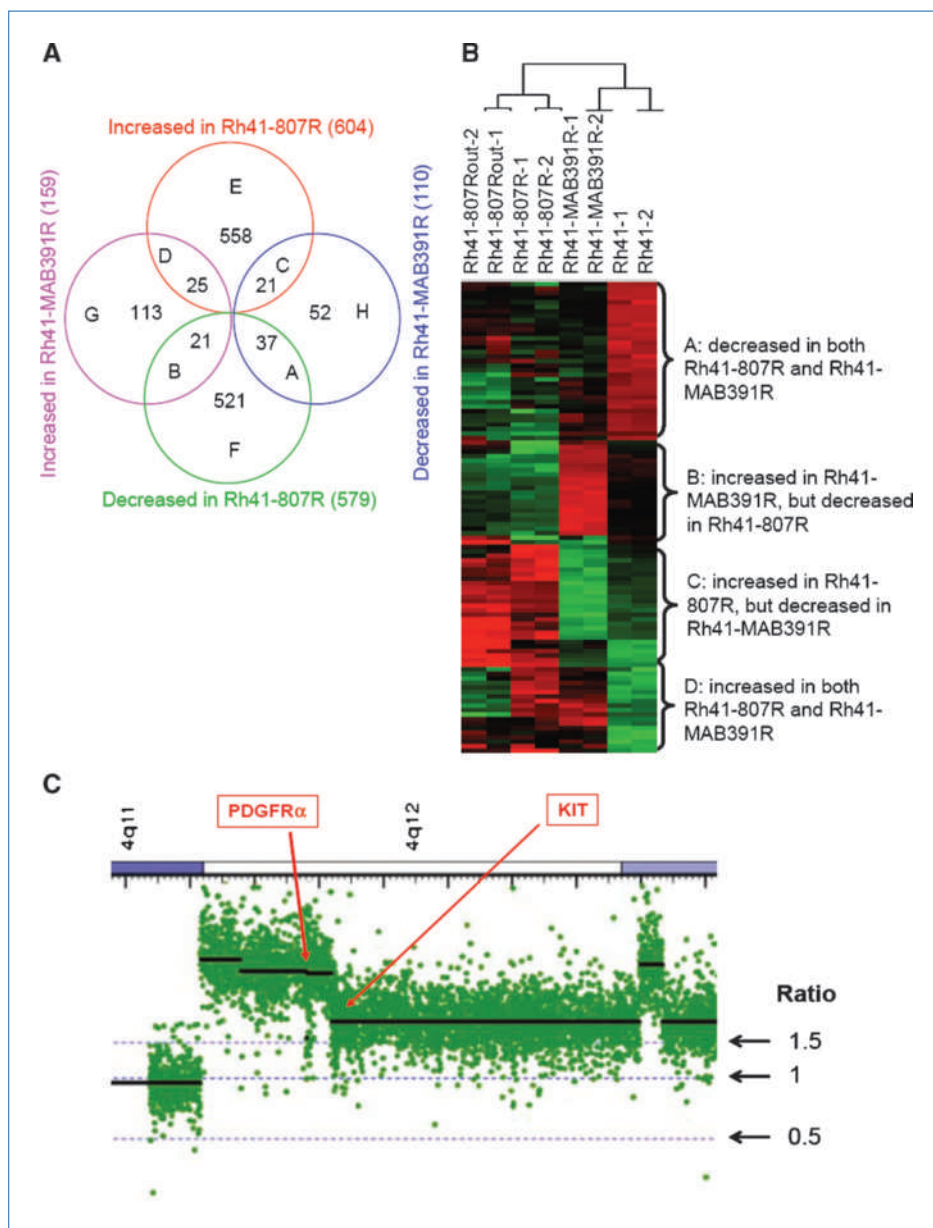 A
Increased in Rh41-807R (604)
E
558
D
25
C
21
Increased in Rh41-MAB391R (159)
G
113
52
H
Decreased in Rh41-MAB391R (110)
21
B
37
A
521
F
Decreased in Rh41-807R (579)
B
Rh41-807Rout-2
Rh41-807Rout-1
Rh41-807R-1
Rh41-807R-2
Rh41-MAB391R-1
Rh41-MAB391R-2
Rh41-1
Rh41-2
A: decreased in both
Rh41-807R and Rh41-
MAB391R
B: increased in Rh41-
MAB391R, but decreased
in Rh41-807R
C: increased in Rh41-
807R, but decreased in
Rh41-MAB391R
D: increased in both
Rh41-807R and Rh41-
MAB391R
C
4q11
PDGFRα
4q12
KIT
Ratio
1.5
1
0.5